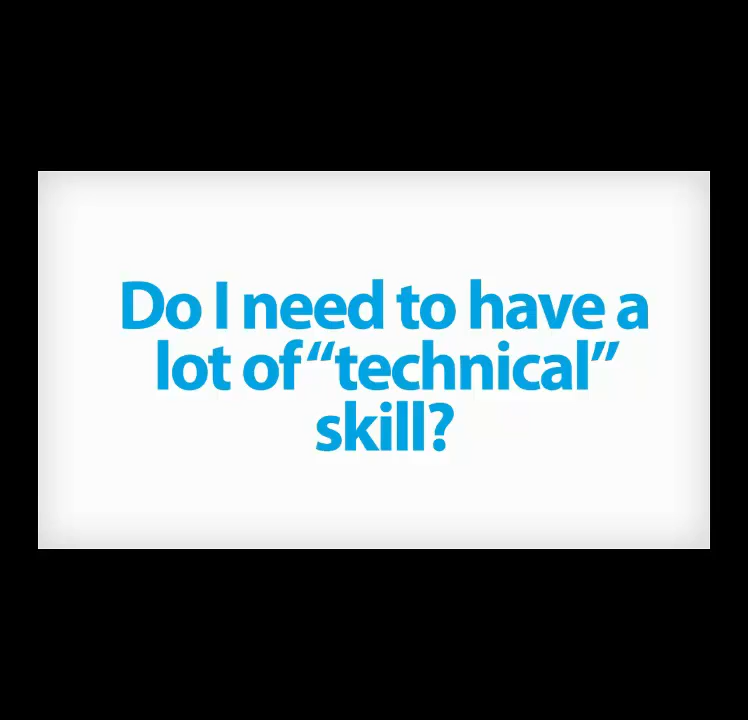 Do I need to have a
lot of “technical”
skill?